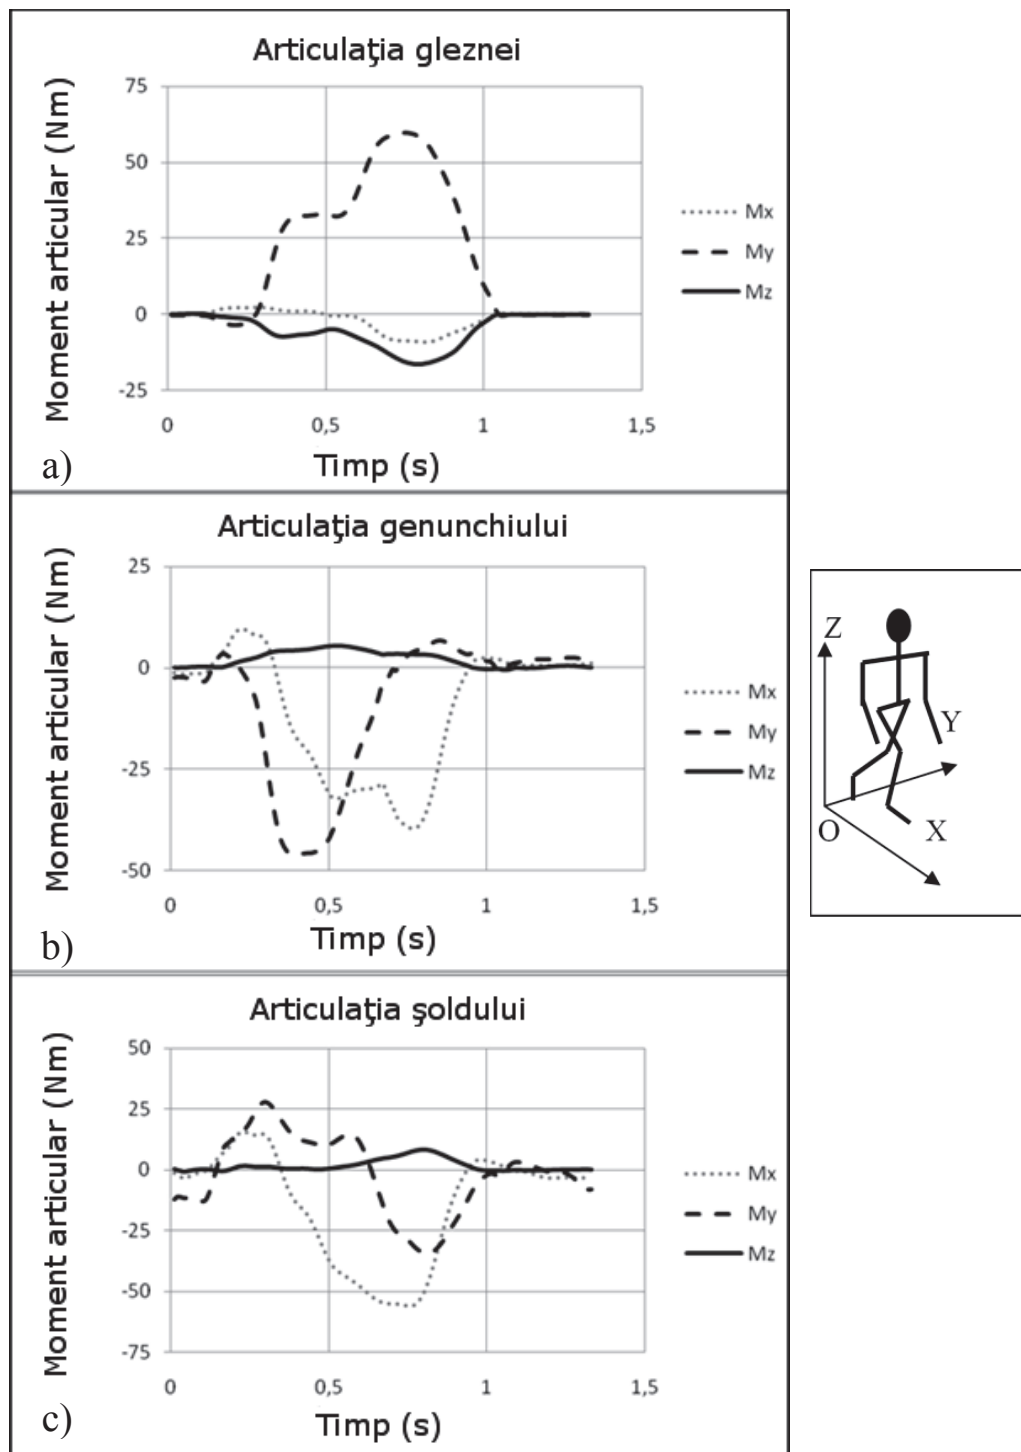 Articulaţia gleznei
Moment articular (Nm)
75
50
25
0
-25
0 0,5 1 1,5
Timp (s)
Mx
My
Mz
a)
Articulaţia genunchiului
Moment articular (Nm)
25
0
-25
-50
0 0,5 1 1,5
Timp (s)
Mx
My
Mz
b)
Z
Y
O
X
Articulaţia şoldului
Moment articular (Nm)
50
25
0
-25
-50
-75
0 0,5 1 1,5
Timp (s)
Mx
My
Mz
c)